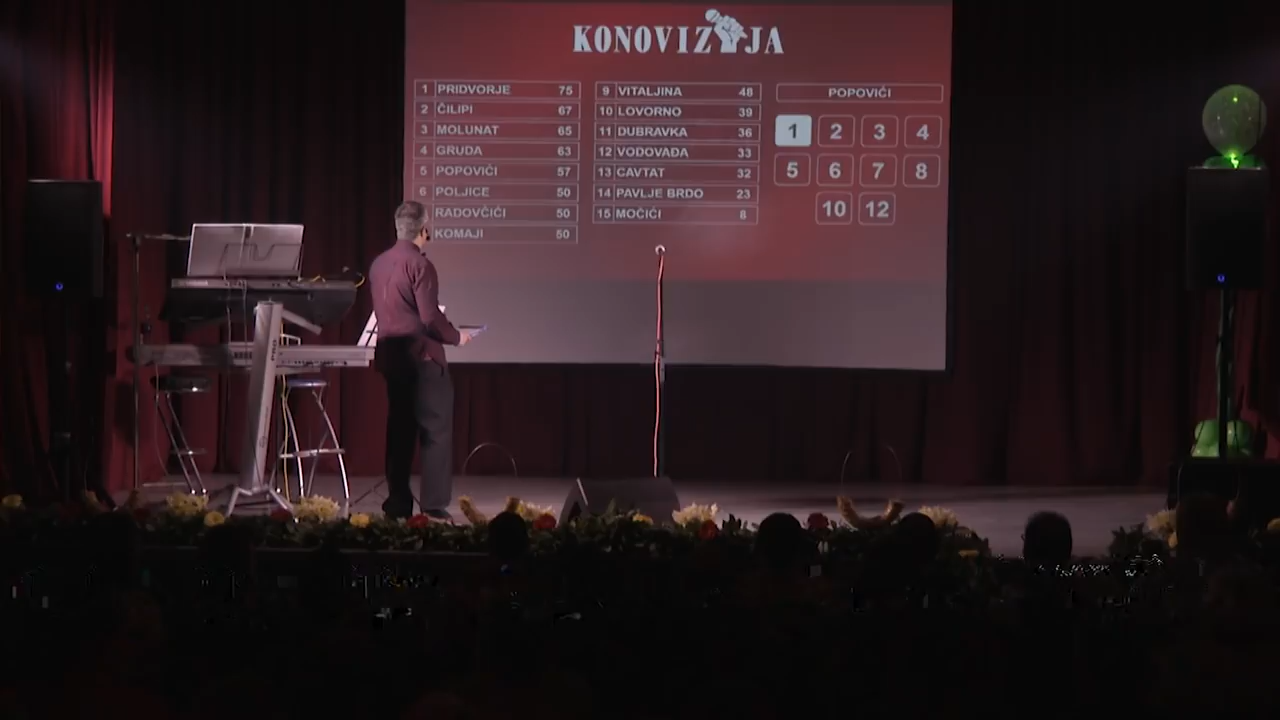 KONOVIZIJA
1 PRIDVORJE 75
2 ČILIPI 67
3 MOLUNAT 65
4 GRUDA 63
5 POPOVIĆI 57
6 POLJICE 50
RADOVČIĆI 50
KOMAJI 50
9 VITALJINA 48
10 LOVORNO 39
11 DUBRAVKA 36
12 VODOVAĐA 33
13 CAVTAT 32
14 PAVLJE BRDO 23
15 MOČIĆI 8
POPOVIĆI
1 2 3 4
5 6 7 8
10 12